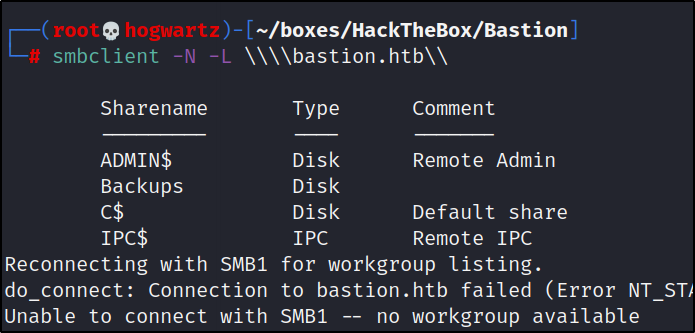 ┌──(root💀hogwartz)-[~/boxes/HackTheBox/Bastion]
└─# smbclient -N -L \\\\bastion.htb\\
Sharename Type Comment
--------- ---- -------
ADMIN$ Disk Remote Admin
Backups Disk
C$ Disk Default share
IPC$ IPC Remote IPC
Reconnecting with SMB1 for workgroup listing.
do_connect: Connection to bastion.htb failed (Error NT_STA
Unable to connect with SMB1 -- no workgroup available